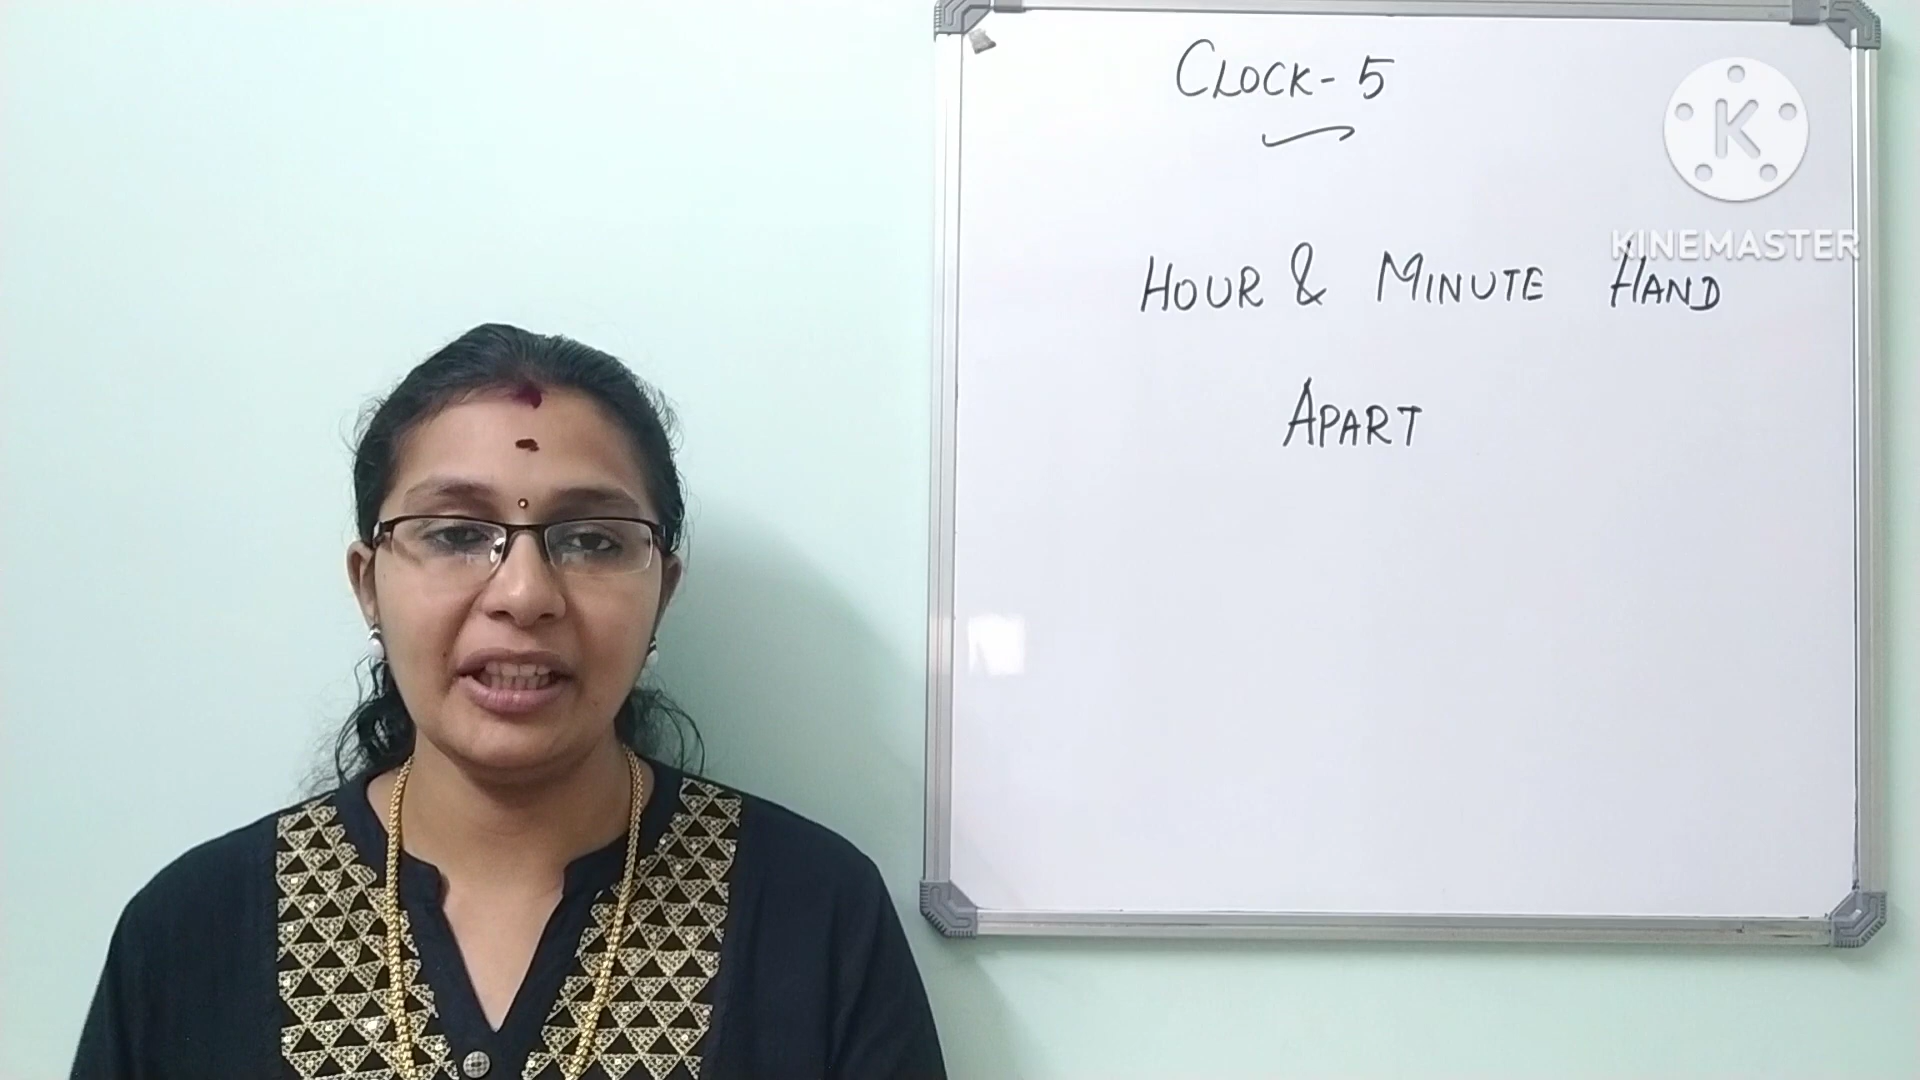 CLOCK-5
K
KINEMASTER
HOUR & MINUTE HAND
APART